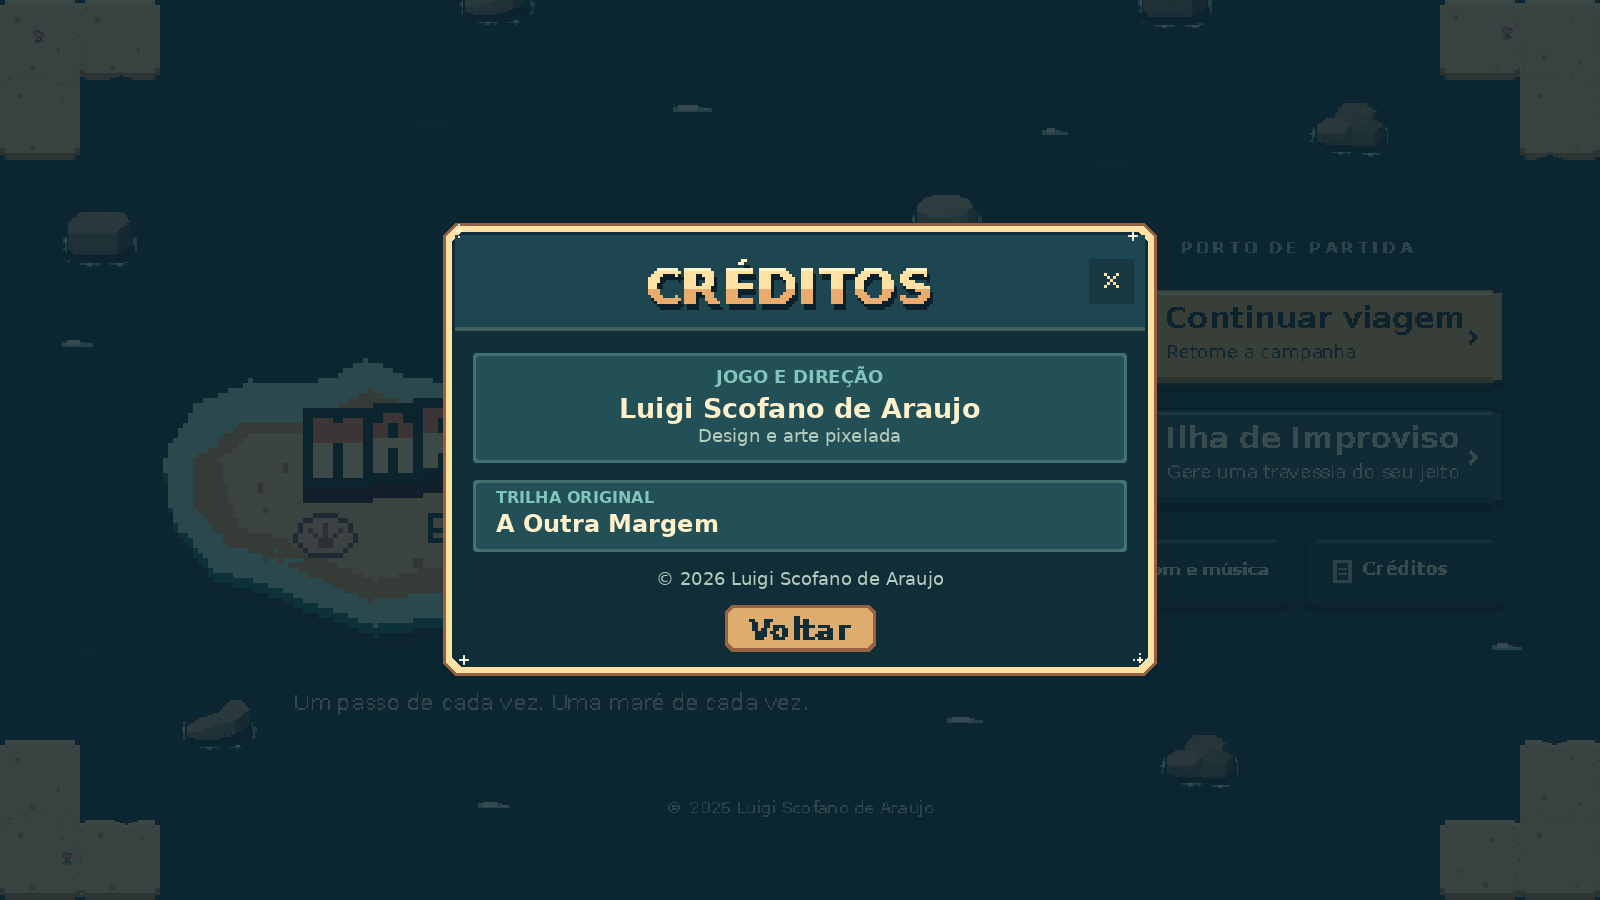 CRÉDITOS
JOGO E DIREÇÃO
Luigi Scofano de Araujo
Design e arte pixelada
TRILHA ORIGINAL
A Outra Margem
© 2026 Luigi Scofano de Araujo
Voltar
PORTO DE PARTIDA
Continuar viagem
Retome a campanha
Ilha de Improviso
Gere uma travessia do seu jeito
e música
Créditos
Um passo de cada vez. Uma maré de cada vez.
© 2026 Luigi Scofano de Araujo